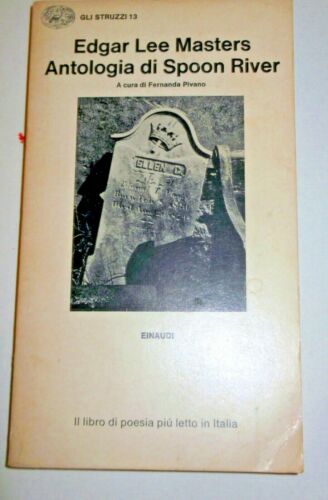 GLI STRUZZI 13
Edgar Lee Masters
Antologia di Spoon River
A cura di Fernanda Pivano
ELLEN C.
EINAUDI
Il libro di poesia piú letto in Italia